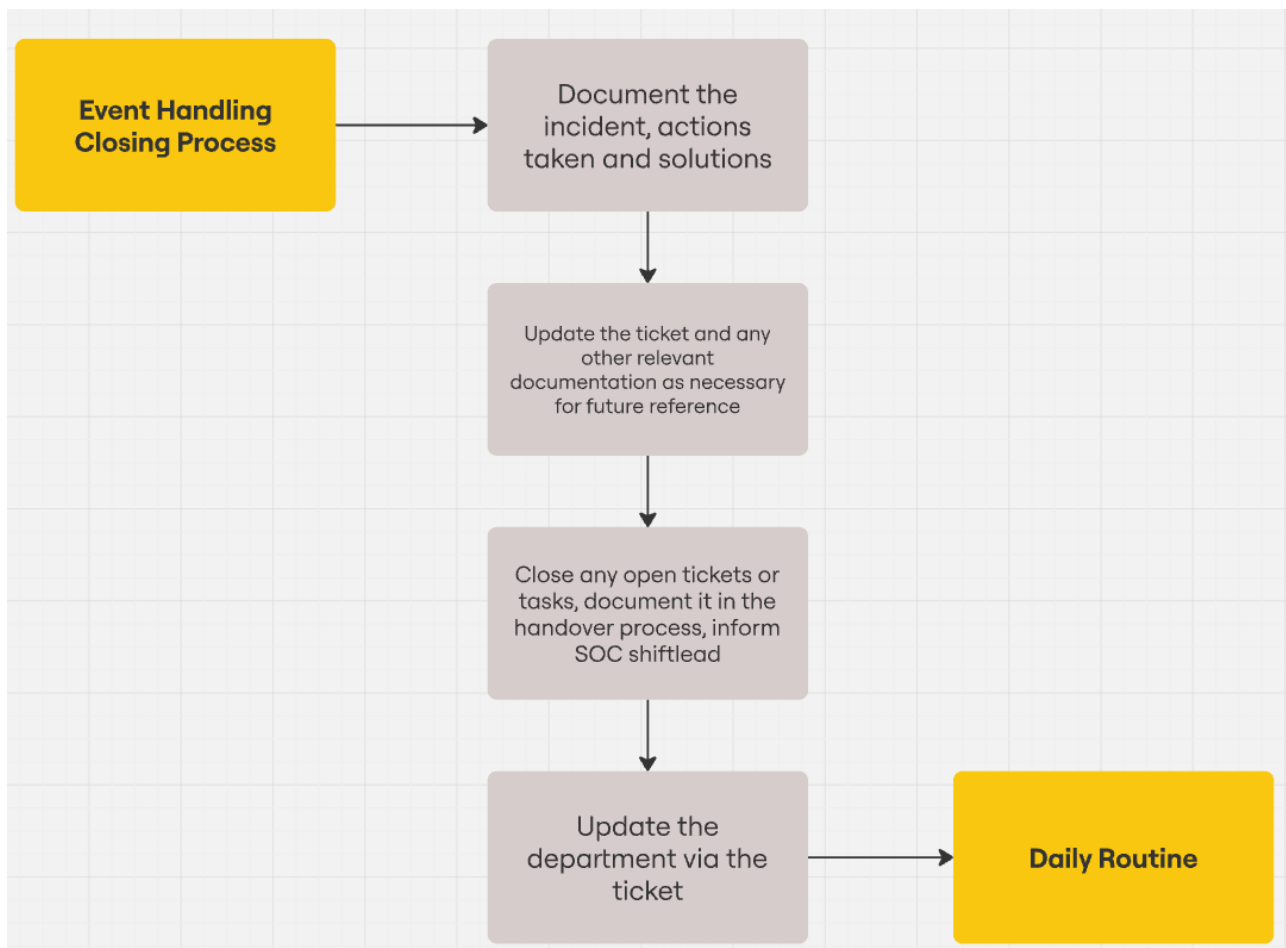 Event Handling
Closing Process
Document the
incident, actions
taken and solutions
Update the ticket and any
other relevant
documentation as necessary
for future reference
Close any open tickets or
tasks, document it in the
handover process, inform
SOC shiftlead
Update the
department via the
ticket
Daily Routine